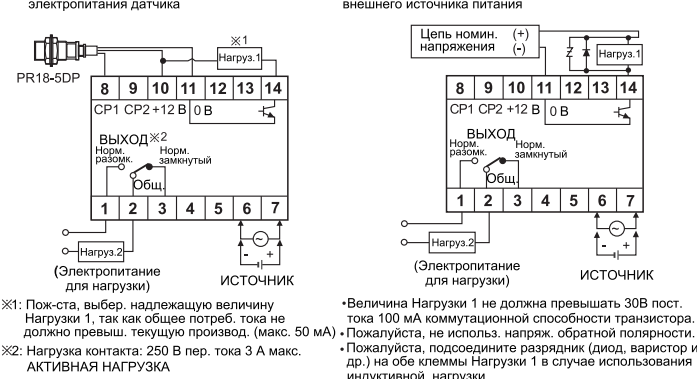 электропитания датчика
※1
Нагруз.1
PR18-5DP
8 9 10 11 12 13 14
CP1 CP2 +12 В 0 В
ВЫХОД※2
Норм. разомк.
Норм. замкнутый
Общ.
1 2 3 4 5 6 7
Нагруз.2
~
- +
(Электропитание
для нагрузки)
ИСТОЧНИК
※1: Пож-ста, выбер. надлежащую величину
Нагрузки 1, так как общее потреб. тока не
должно превыш. текущую производ. (макс. 50 мА)
※2: Нагрузка контакта: 250 В пер. тока 3 А макс.
АКТИВНАЯ НАГРУЗКА
внешнего источника питания
Цепь номин. (+)
напряжения (-)
Нагруз.1
8 9 10 11 12 13 14
CP1 CP2 +12 В 0 В
ВЫХОД
Норм. разомк.
Норм. замкнутый
Общ.
1 2 3 4 5 6 7
Нагруз.2
~
- +
(Электропитание
для нагрузки)
ИСТОЧНИК
•Величина Нагрузки 1 не должна превышать 30В пост.
тока 100 мА коммутационной способности транзистора.
•Пожалуйста, не использ. напряж. обратной полярности.
•Пожалуйста, подсоедините разрядник (диод, варистор и
др.) на обе клеммы Нагрузки 1 в случае использования
индуктивной нагрузки